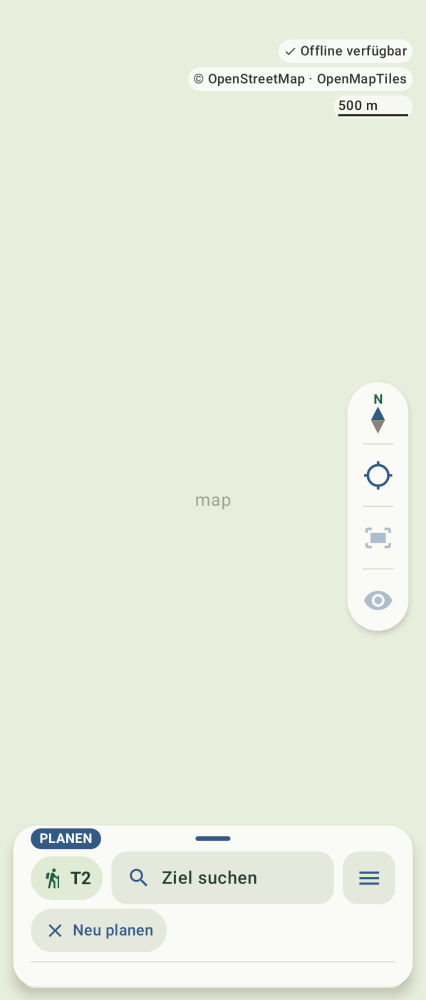 Offline verfügbar
© OpenStreetMap · OpenMapTiles
500 m
N
map
PLANEN
T2
Ziel suchen
Neu planen